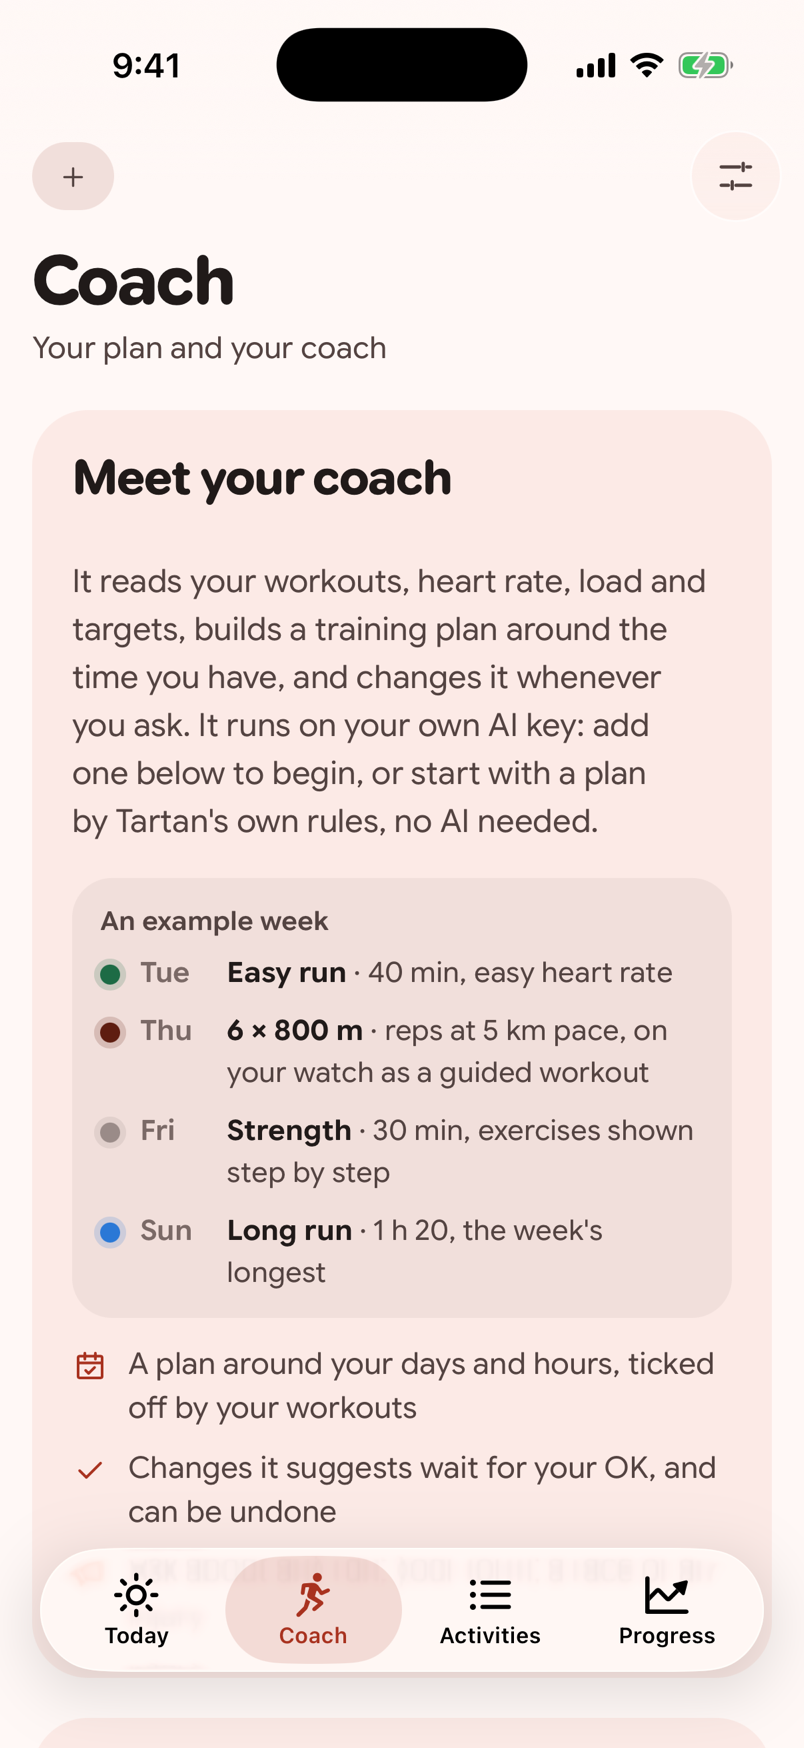 9:41
Coach
Your plan and your coach
Meet your coach
It reads your workouts, heart rate, load and
targets, builds a training plan around the
time you have, and changes it whenever
you ask. It runs on your own AI key: add
one below to begin, or start with a plan
by Tartan's own rules, no AI needed.
An example week
Tue Easy run · 40 min, easy heart rate
Thu 6 × 800 m · reps at 5 km pace, on
your watch as a guided workout
Fri Strength · 30 min, exercises shown
step by step
Sun Long run · 1 h 20, the week's
longest
A plan around your days and hours, ticked
off by your workouts
Changes it suggests wait for your OK, and
can be undone
Today Coach Activities Progress